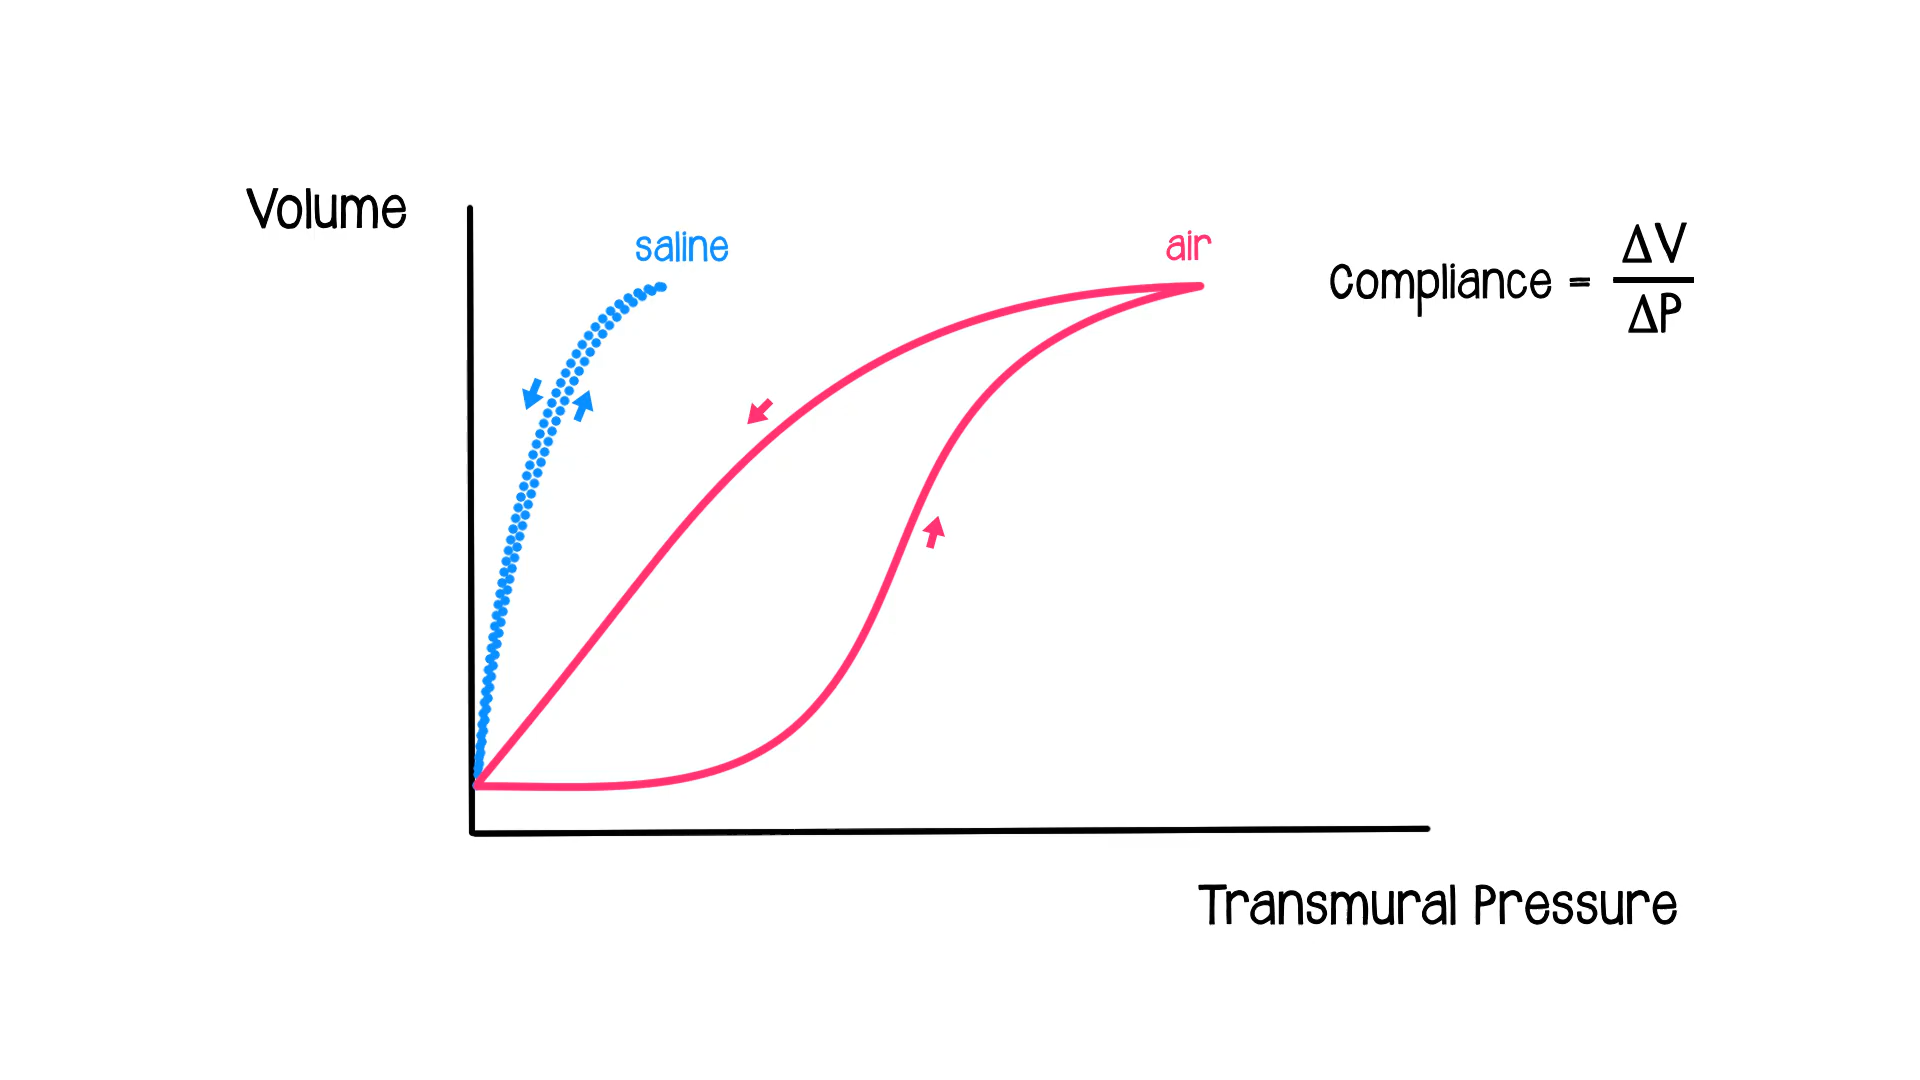 Volume
saline
air
Compliance = ΔV
ΔP
Transmural Pressure